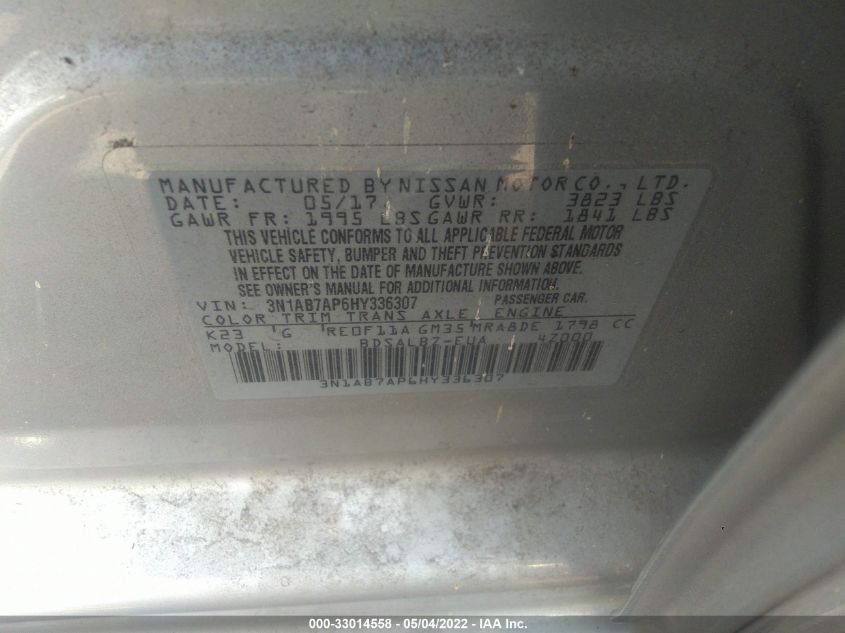 MANUFACTURED BY NISSAN MOTOR CO., LTD.
DATE: 05/17 GVWR: 3823 LBS
GAWR FR: 1995 LBS GAWR RR: 1841 LBS
THIS VEHICLE CONFORMS TO ALL APPLICABLE FEDERAL MOTOR
VEHICLE SAFETY, BUMPER AND THEFT PREVENTION STANDARDS
IN EFFECT ON THE DATE OF MANUFACTURE SHOWN ABOVE.
SEE OWNER'S MANUAL FOR ADDITIONAL INFORMATION.
VIN: 3N1AB7AP6HY336307 PASSENGER CAR.
COLOR TRIM TRANS AXLE ENGINE
K23 G RE0F11A GM35 MRA8DE 1798 CC
MODEL: BDSALB7-EUA 47000
3N1AB7AP6HY336307
000-33014558 - 05/04/2022 - IAA Inc.